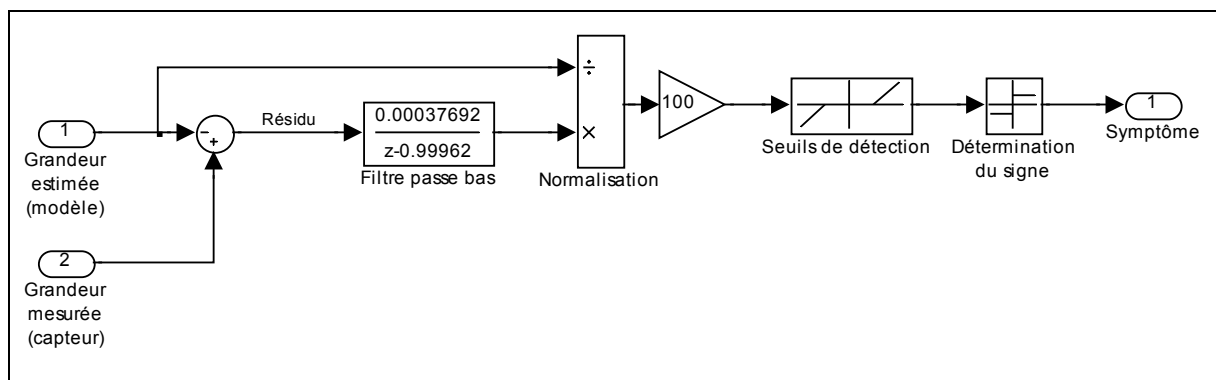 1
Grandeur
estimée
(modèle)
2
Grandeur
mesurée
(capteur)
-
+
Résidu
0.00037692
z-0.99962
Filtre passe bas
÷
×
Normalisation
100
Seuils de détection
Détermination
du signe
1
Symptôme